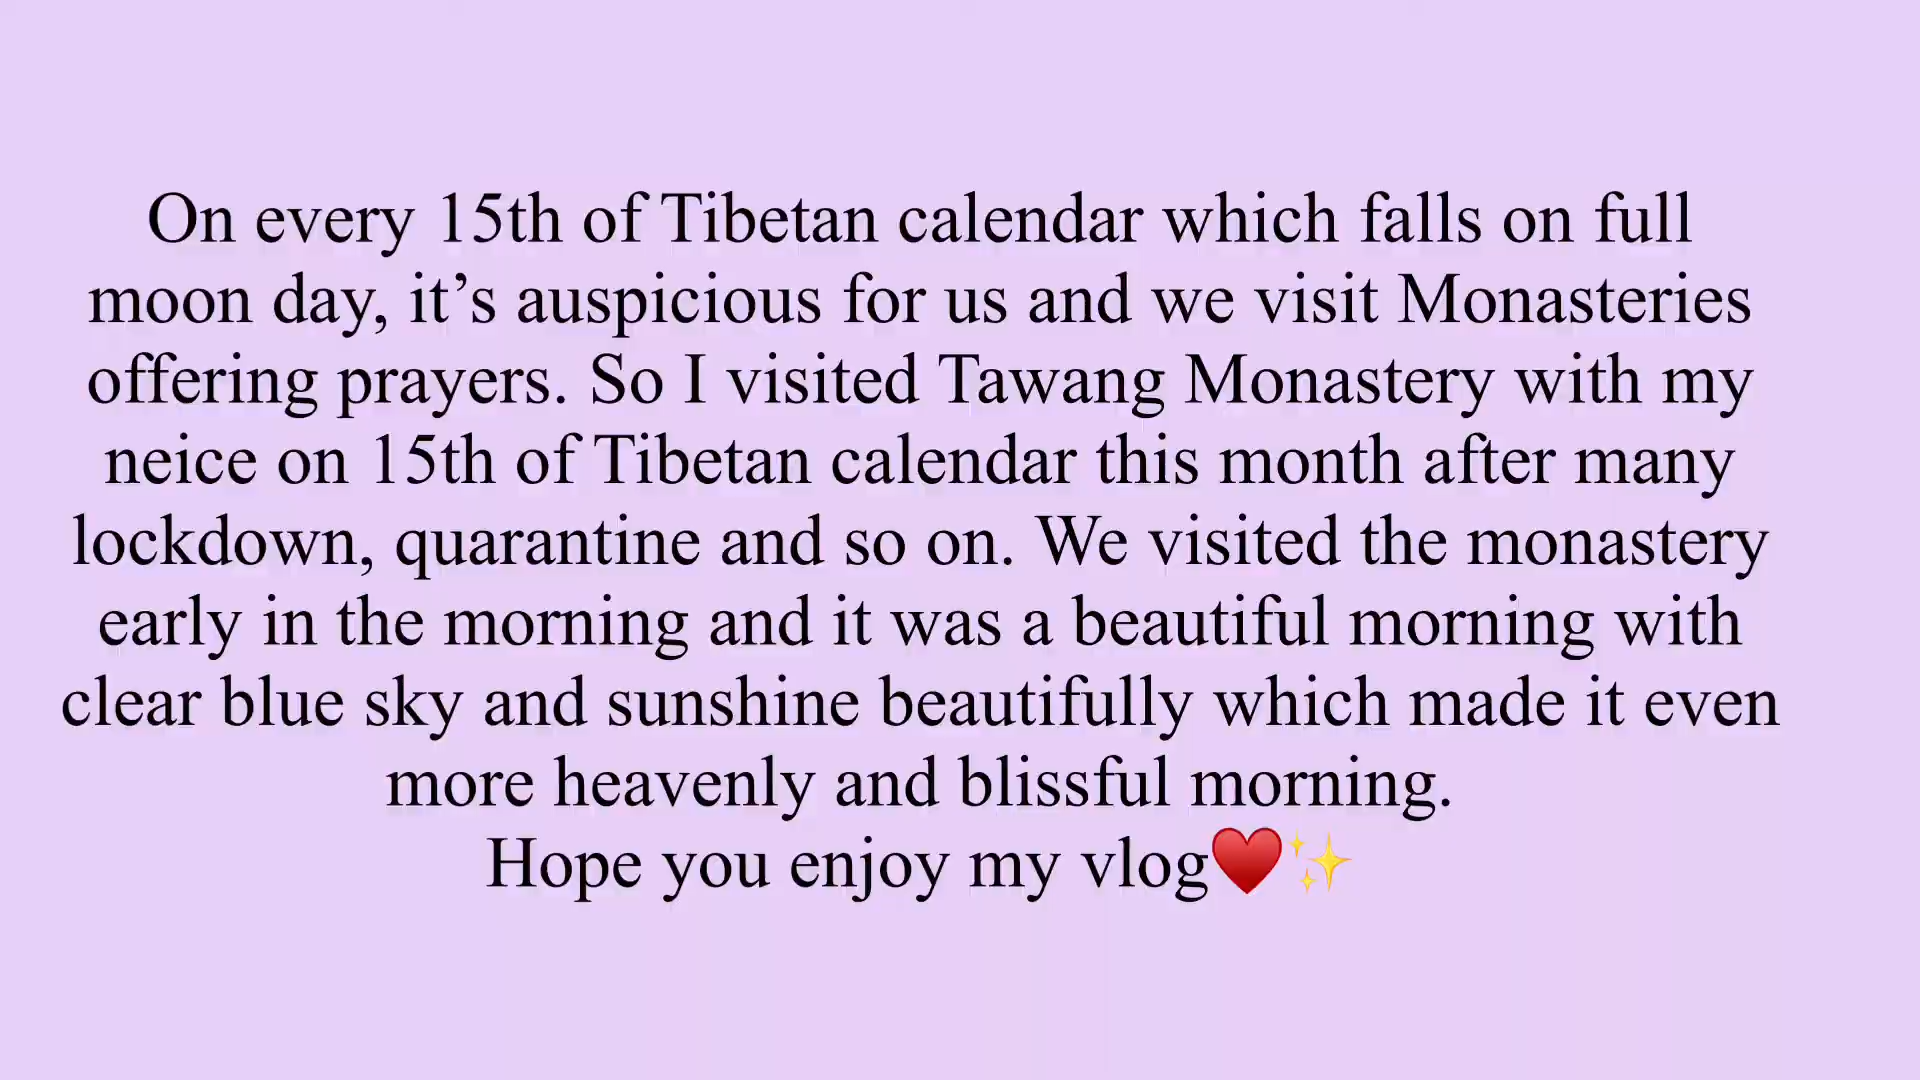 On every 15th of Tibetan calendar which falls on full
moon day, it’s auspicious for us and we visit Monasteries
offering prayers. So I visited Tawang Monastery with my
neice on 15th of Tibetan calendar this month after many
lockdown, quarantine and so on. We visited the monastery
early in the morning and it was a beautiful morning with
clear blue sky and sunshine beautifully which made it even
more heavenly and blissful morning.
Hope you enjoy my vlog♥️✨